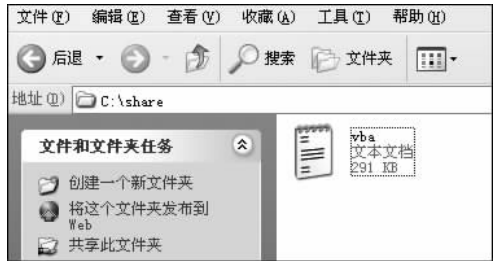 文件(F) 编辑(E) 查看(V) 收藏(A) 工具(T) 帮助(H)
后退 搜索 文件夹
地址(D) C:\share
文件和文件夹任务
创建一个新文件夹
将这个文件夹发布到
Web
共享此文件夹
vba
文本文档
291 KB